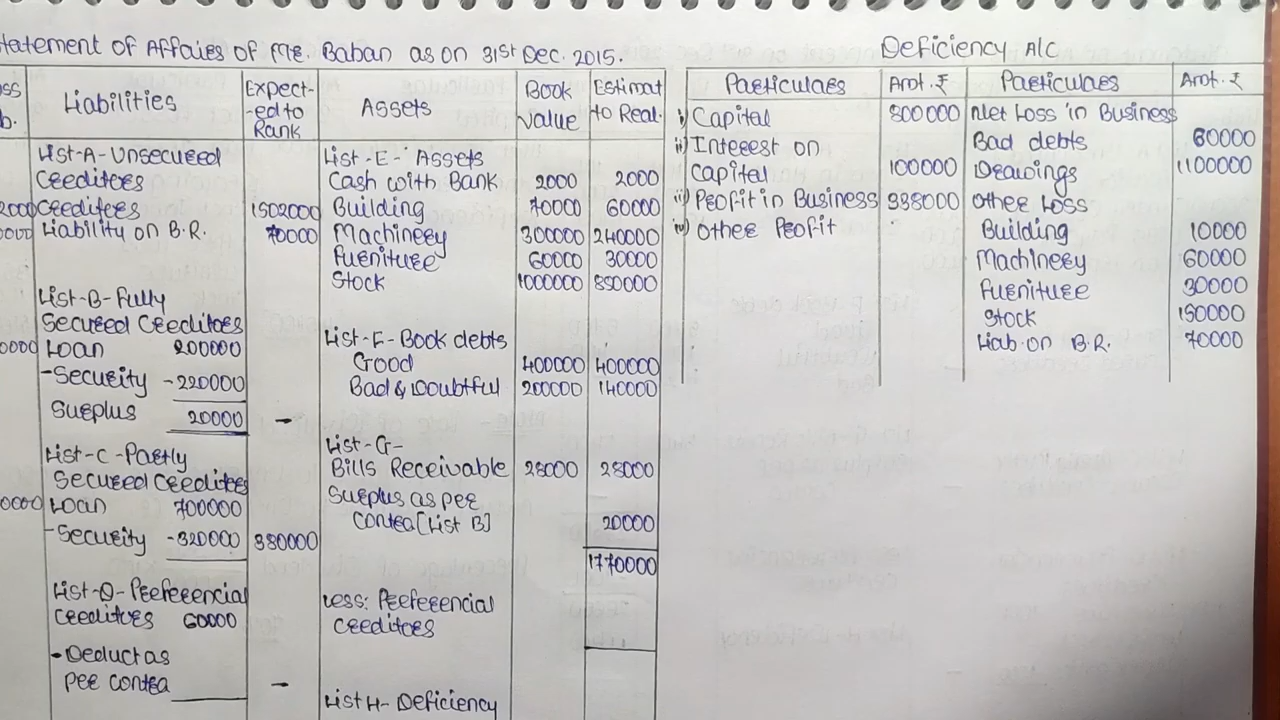 Statement of Affairs of Mr. Baban as on 31st Dec. 2015.
Deficiency A/c
Liabilities Expect-ed to Rank Assets Book Value Estimat to Real.
List-A-Unsecured List-E-Assets
Creditors Cash with Bank 2000 2000
2000 Creditors 1502000 Building 70000 60000
Liability on B.R. 70000 Machinery 300000 240000
Furniture 60000 30000
Stock 1000000 850000
List-B-Fully
Secured Creditors List-F-Book debts
0000 Loan 200000 Good 400000 400000
-Security -220000 Bad & Doubtful 200000 140000
Surplus 20000 -
List-C-Partly List-G-
Secured Creditors Bills Receivable 28000 28000
0000 Loan 700000 Surplus as per
contra [List B] 20000
-Security -320000 380000
1770000
List-D-Preferencial Less: Preferencial
Creditors 60000 Creditors
-Deduct as
per contra -
List H-Deficiency
Particulars Amt. ₹ Particulars Amt. ₹
i) Capital 800000 Net Loss in Business
ii) Interest on Bad debts 60000
Capital 100000 Drawings 1100000
iii) Profit in Business 338000 Other Loss
iv) Other Profit Building 10000
Machinery 60000
Furniture 30000
Stock 150000
Liab. on B.R. 70000